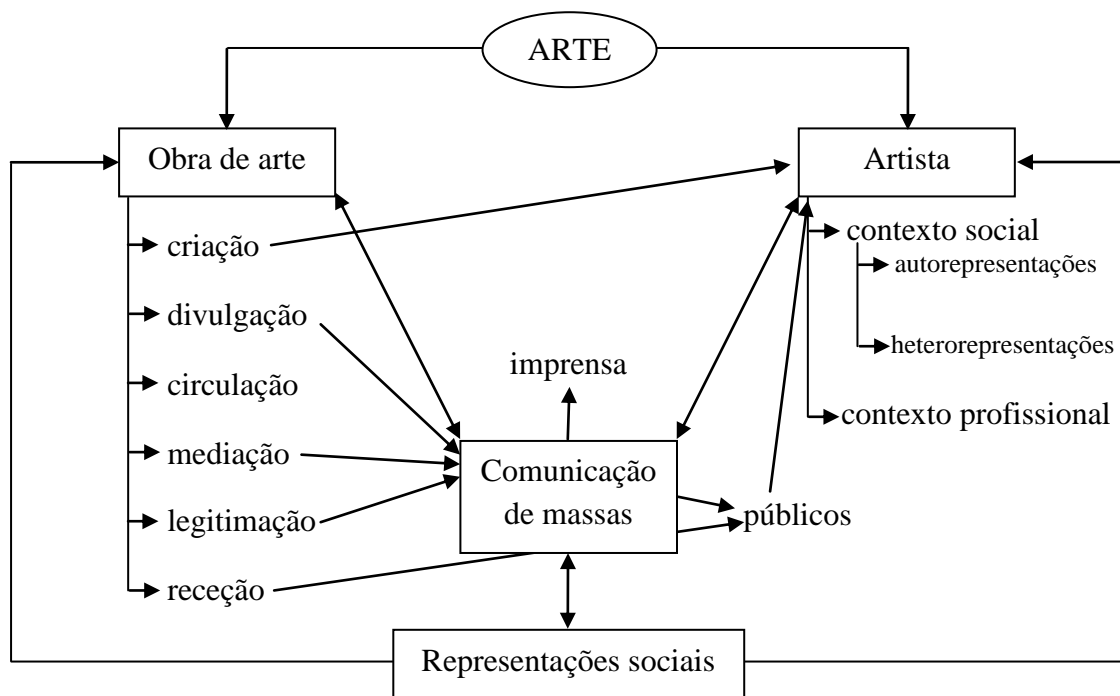 ARTE
Obra de arte
Artista
criação
contexto social
autorepresentações
divulgação
heterorepresentações
imprensa
circulação
contexto profissional
mediação
Comunicação
de massas
legitimação
públicos
receção
Representações sociais